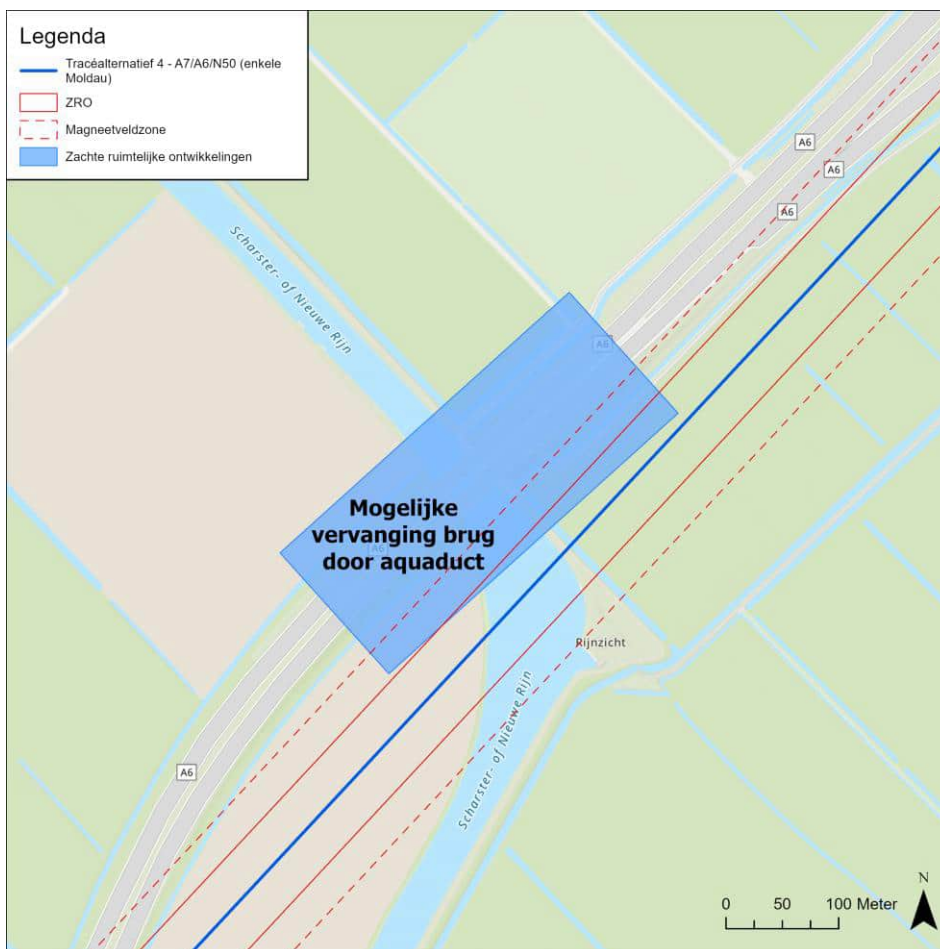 Legenda
Tracéalternatief 4 - A7/A6/N50 (enkele
Moldau)
ZRO
Magneetveldzone
Zachte ruimtelijke ontwikkelingen
A6
A6
A6
Scharster- of Nieuwe Rijn
A6
Mogelijke
vervanging brug
door aquaduct
A6
Rijnzicht
Scharster- of Nieuwe Rijn
A6
N
0 50 100 Meter